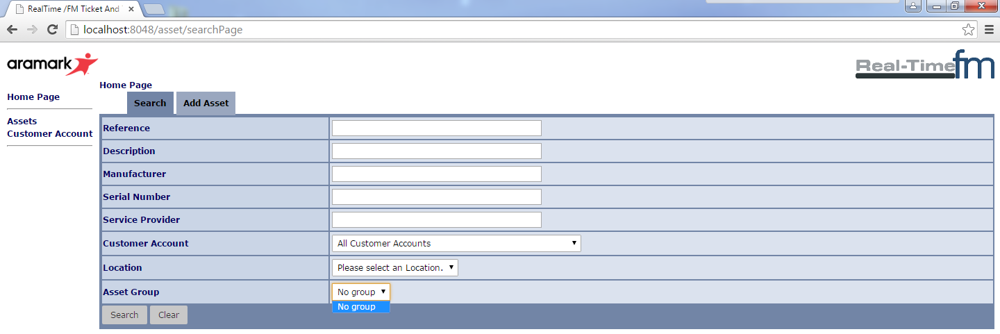 RealTime /FM Ticket And
localhost:8048/asset/searchPage
aramark
Real-Timefm
Home Page
Home Page
Search
Add Asset
Assets
Customer Account
Reference
Description
Manufacturer
Serial Number
Service Provider
Customer Account
All Customer Accounts
Location
Please select an Location.
Asset Group
No group
No group
Search
Clear